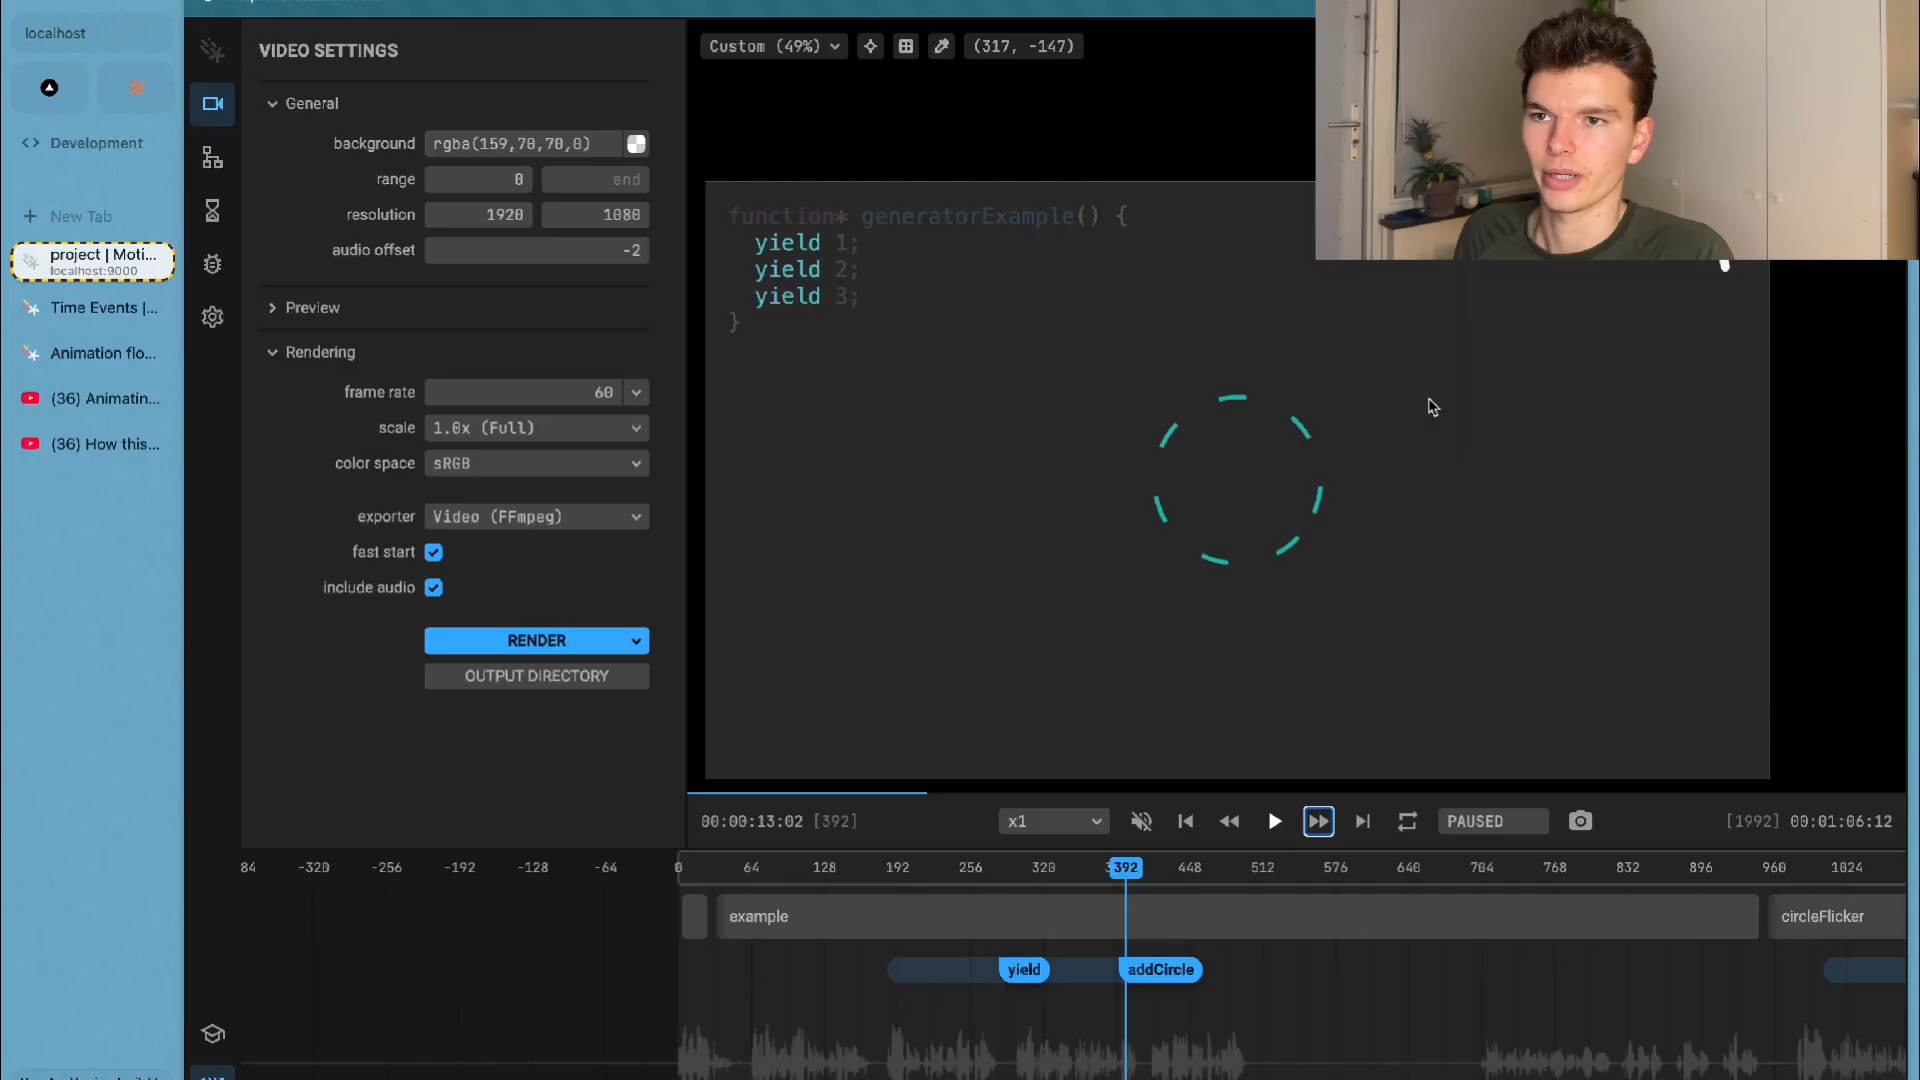 localhost
Development
New Tab
project | Moti...
localhost:9000
Time Events |...
Animation flo...
(36) Animatin...
(36) How this...
VIDEO SETTINGS
General
background rgba(159,70,70,0)
range 0 end
resolution 1920 1080
audio offset -2
Preview
Rendering
frame rate 60
scale 1.0x (Full)
color space sRGB
exporter Video (FFmpeg)
fast start
include audio
RENDER
OUTPUT DIRECTORY
Custom (49%) (317, -147)
function* generatorExample() {
yield 1;
yield 2;
yield 3;
}
00:00:13:02 [392] x1 PAUSED [1992] 00:01:06:12
84 -320 -256 -192 -128 -64 0 64 128 192 256 320 392 448 512 576 640 704 768 832 896 960 1024
example circleFlicker
yield addCircle